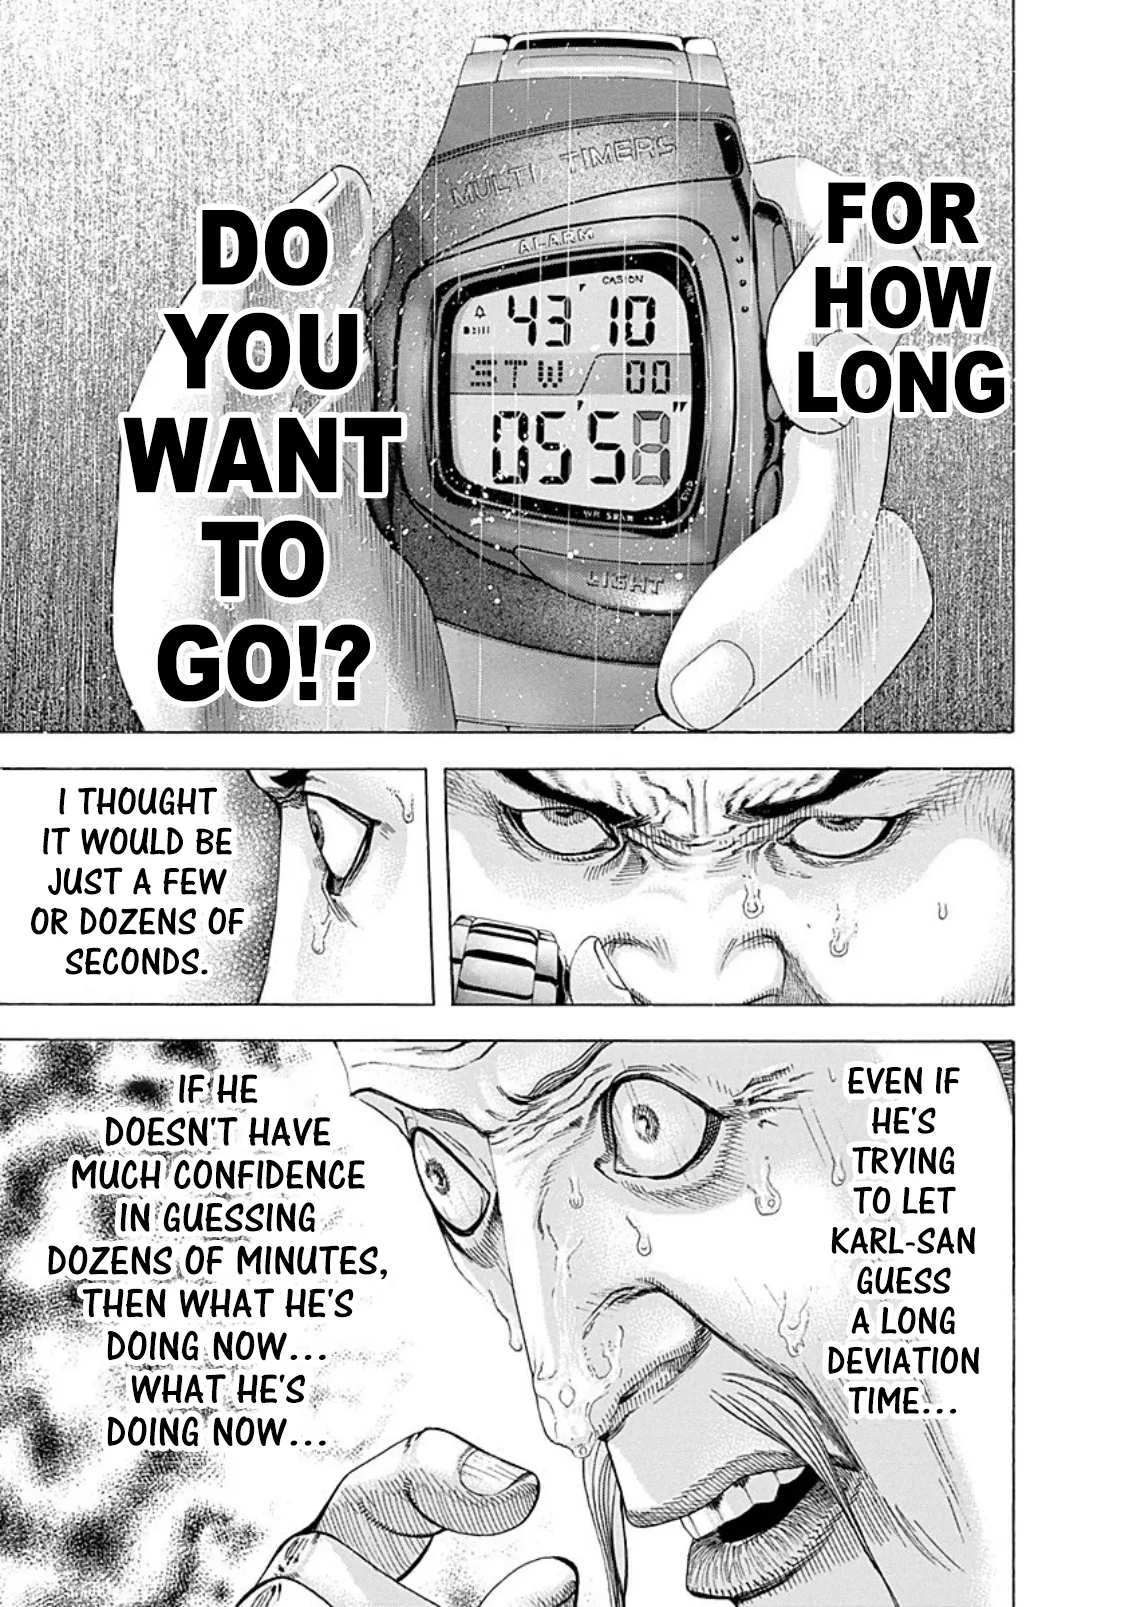 FOR
HOW
LONG
DO
YOU
WANT
TO
GO!?
MULTI TIMERS
ALARM
CASION
43 10
STW 00
05'58"
LIGHT
I THOUGHT
IT WOULD BE
JUST A FEW
OR DOZENS OF
SECONDS.
EVEN IF
HE'S
TRYING
TO LET
KARL-SAN
GUESS
A LONG
DEVIATION
TIME...
IF HE
DOESN'T HAVE
MUCH CONFIDENCE
IN GUESSING
DOZENS OF MINUTES,
THEN WHAT HE'S
DOING NOW...
WHAT HE'S
DOING NOW...